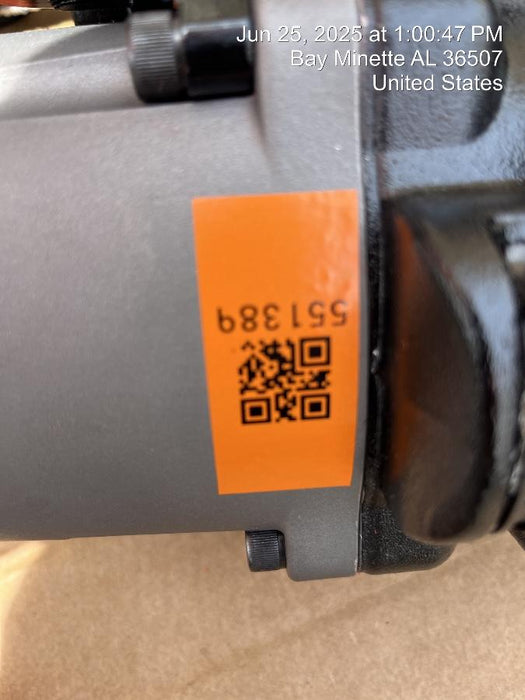 Jun 25, 2025 at 1:00:47 PM
Bay Minette AL 36507
United States
551389